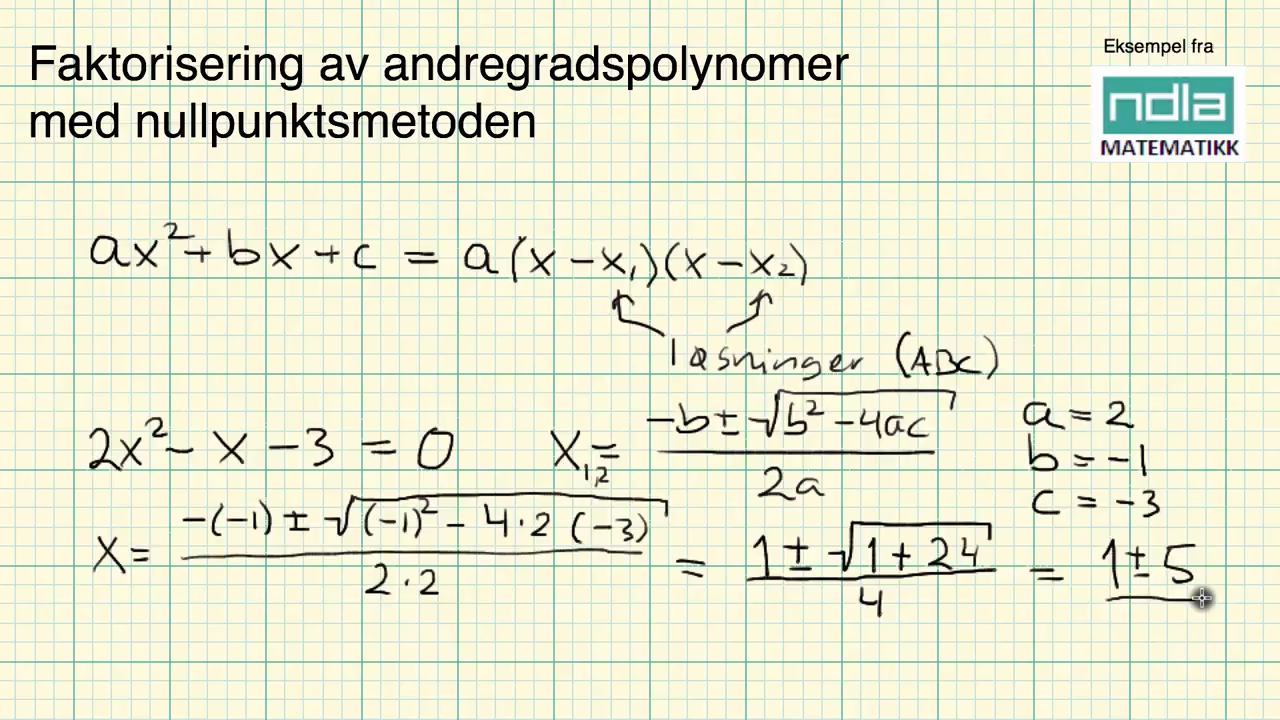 Faktorisering av andregradspolynomer
med nullpunktsmetoden
Eksempel fra
ndla
MATEMATIKK
ax²+bx+c = a(x-x₁)(x-x₂)
løsninger (ABC)
2x²-x-3=0
x₁,₂= (-b±√(b²-4ac))/(2a)
a=2
b=-1
c=-3
x= (-(-1)±√((-1)²-4·2(-3)))/(2·2) = (1±√(1+24))/4 = 1±5